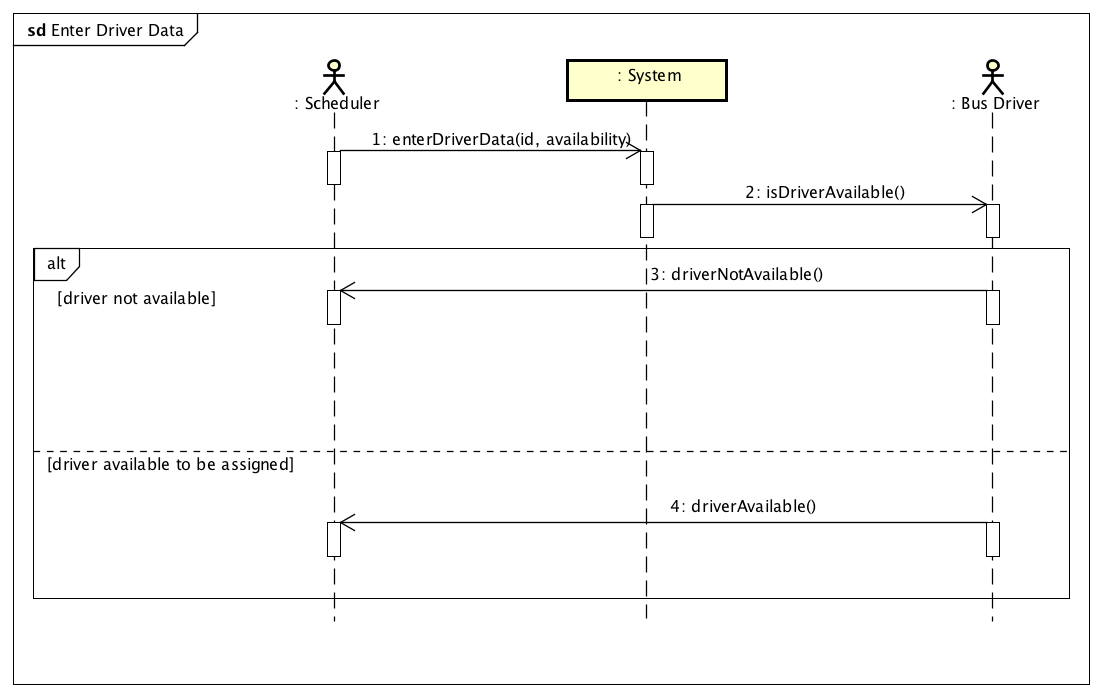 sd Enter Driver Data
: Scheduler
: System
: Bus Driver
1: enterDriverData(id, availability)
2: isDriverAvailable()
alt
3: driverNotAvailable()
[driver not available]
[driver available to be assigned]
4: driverAvailable()